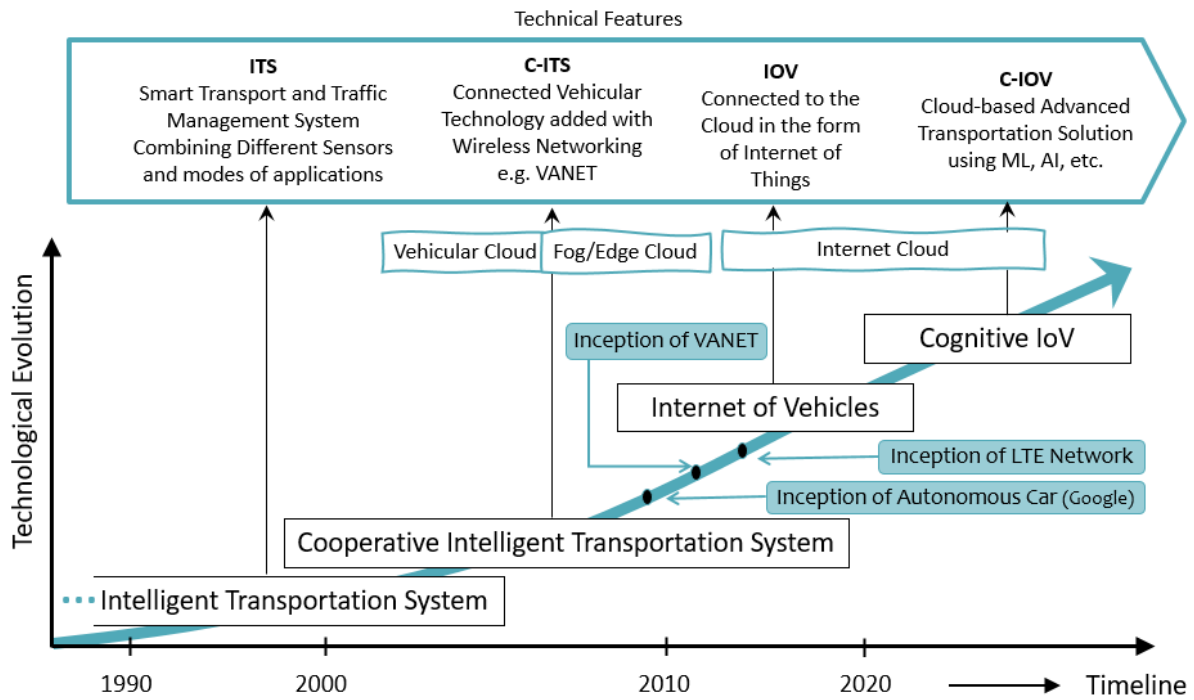 Technical Features
ITS
Smart Transport and Traffic
Management System
Combining Different Sensors
and modes of applications
C-ITS
Connected Vehicular
Technology added with
Wireless Networking
e.g. VANET
IOV
Connected to the
Cloud in the form
of Internet of
Things
C-IOV
Cloud-based Advanced
Transportation Solution
using ML, AI, etc.
Vehicular Cloud
Fog/Edge Cloud
Internet Cloud
Technological Evolution
Inception of VANET
Cognitive IoV
Internet of Vehicles
Inception of LTE Network
Inception of Autonomous Car (Google)
Cooperative Intelligent Transportation System
Intelligent Transportation System
1990
2000
2010
2020
Timeline